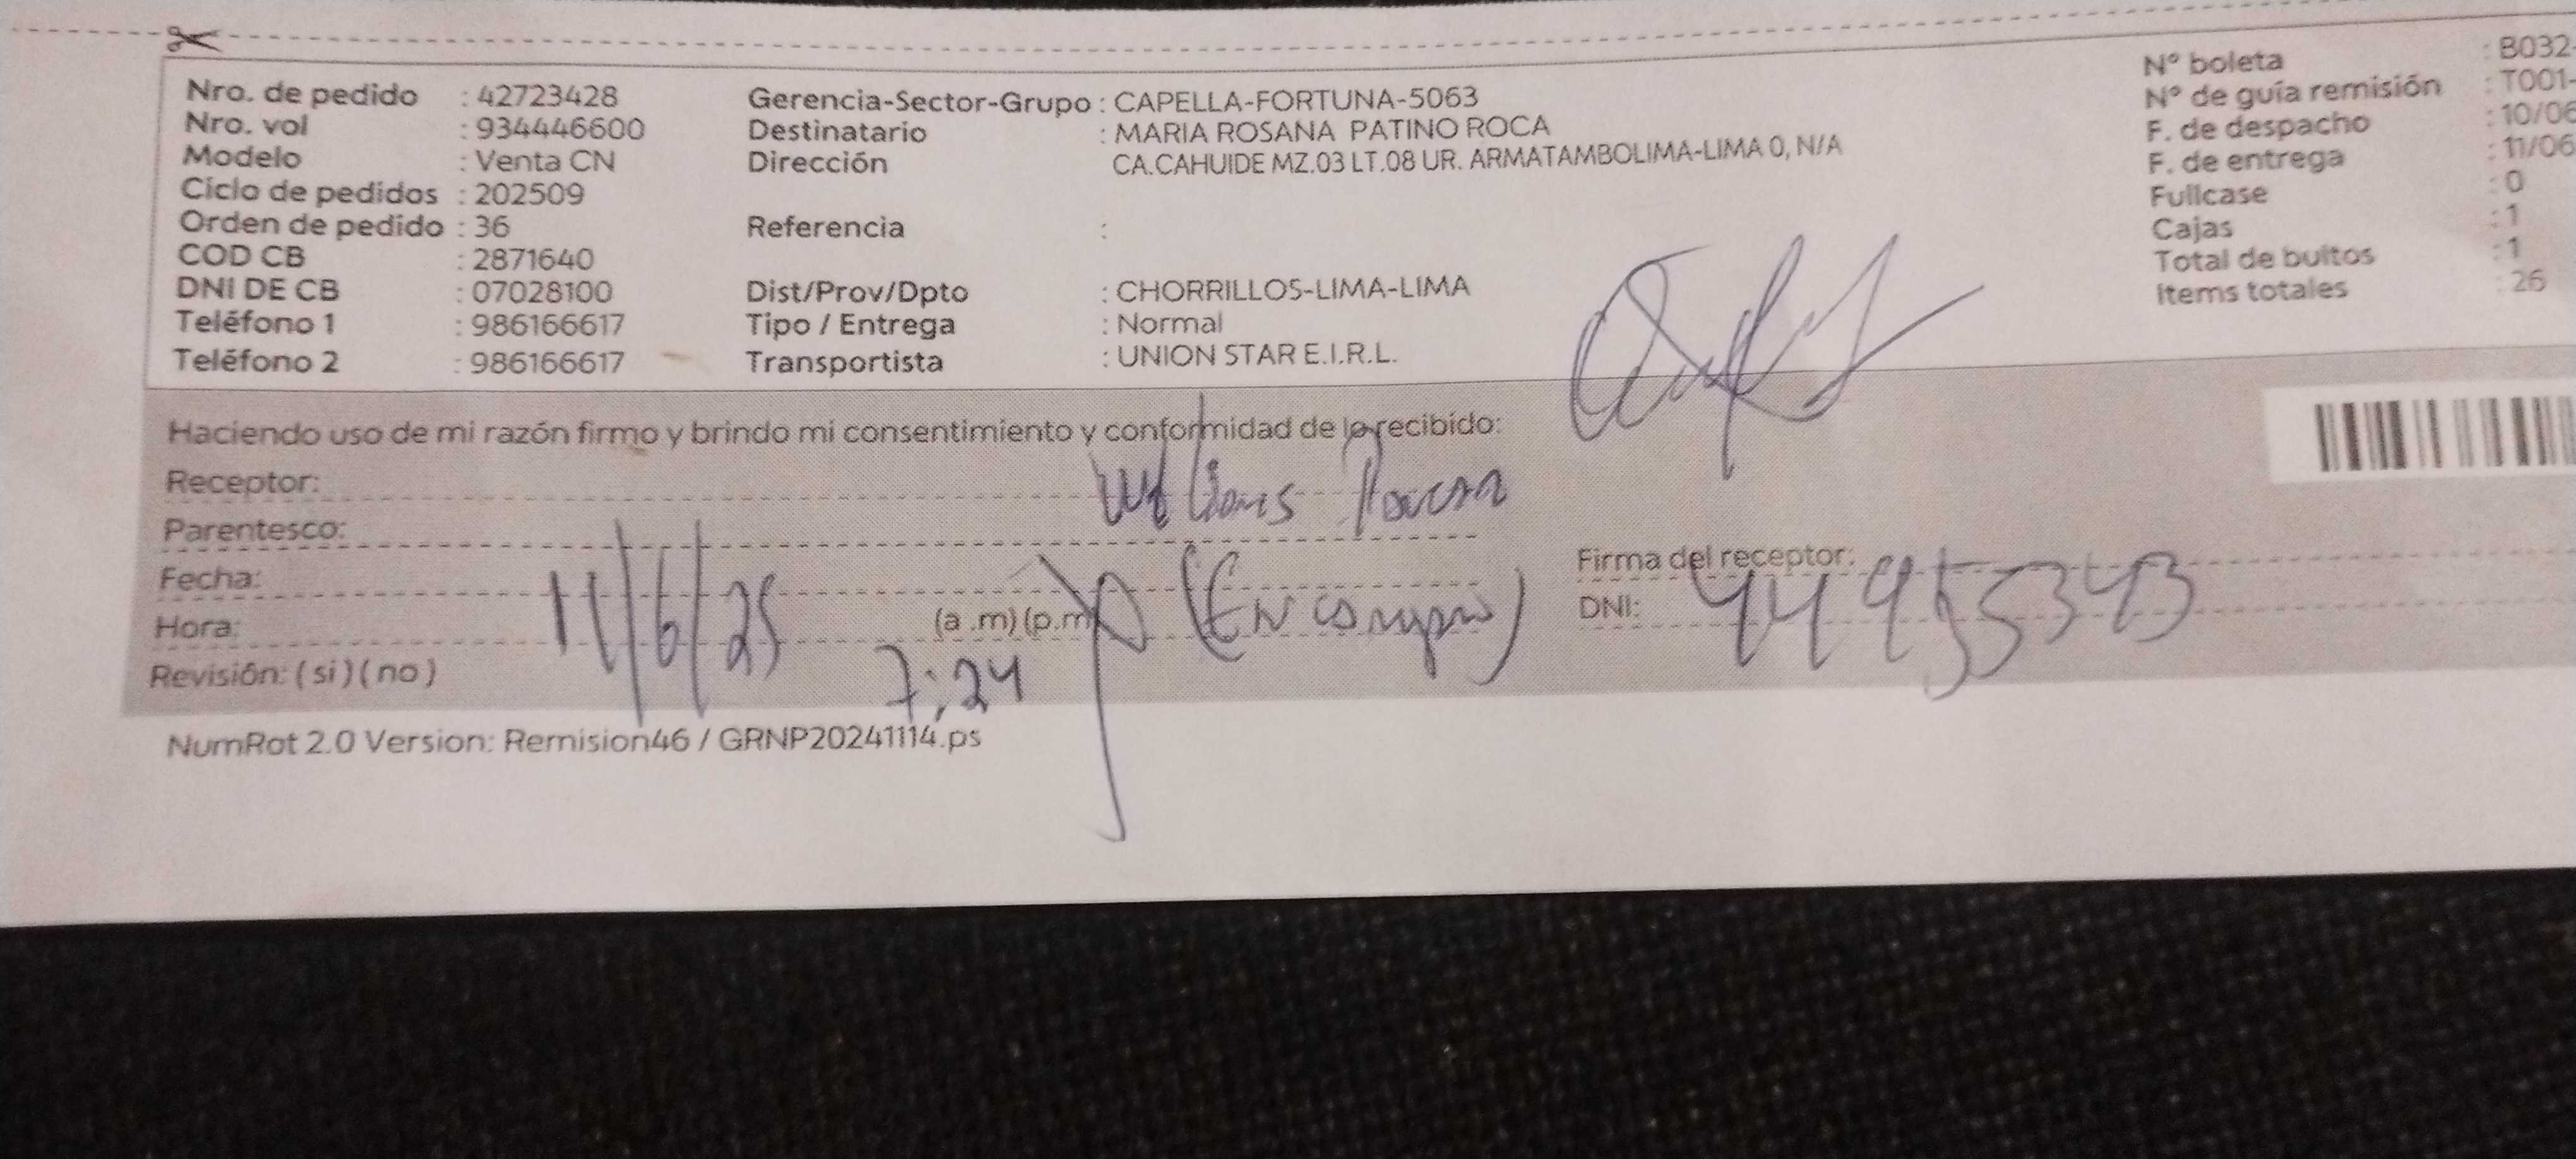 Nro. de pedido : 42723428
Nro. vol : 934446600
Modelo : Venta CN
Ciclo de pedidos : 202509
Orden de pedido : 36
COD CB : 2871640
DNI DE CB : 07028100
Teléfono 1 : 986166617
Teléfono 2 : 986166617
Gerencia-Sector-Grupo : CAPELLA-FORTUNA-5063
Destinatario : MARIA ROSANA PATINO ROCA
Dirección CA.CAHUIDE MZ.03 LT.08 UR. ARMATAMBOLIMA-LIMA 0, N/A
Referencia :
Dist/Prov/Dpto : CHORRILLOS-LIMA-LIMA
Tipo / Entrega : Normal
Transportista : UNION STAR E.I.R.L.
N° boleta : B032-
N° de guía remisión : T001-
F. de despacho : 10/06
F. de entrega : 11/06
Fullcase : 0
Cajas : 1
Total de bultos : 1
Items totales : 26
Haciendo uso de mi razón firmo y brindo mi consentimiento y conformidad de lo recibido:
Receptor:
Parentesco:
Fecha: 11/6/25
Hora: 7:24 (a .m) (p.m
Revisión: ( si ) ( no )
Firma del receptor:
DNI: 44955343
NumRot 2.0 Version: Remision46 / GRNP20241114.ps